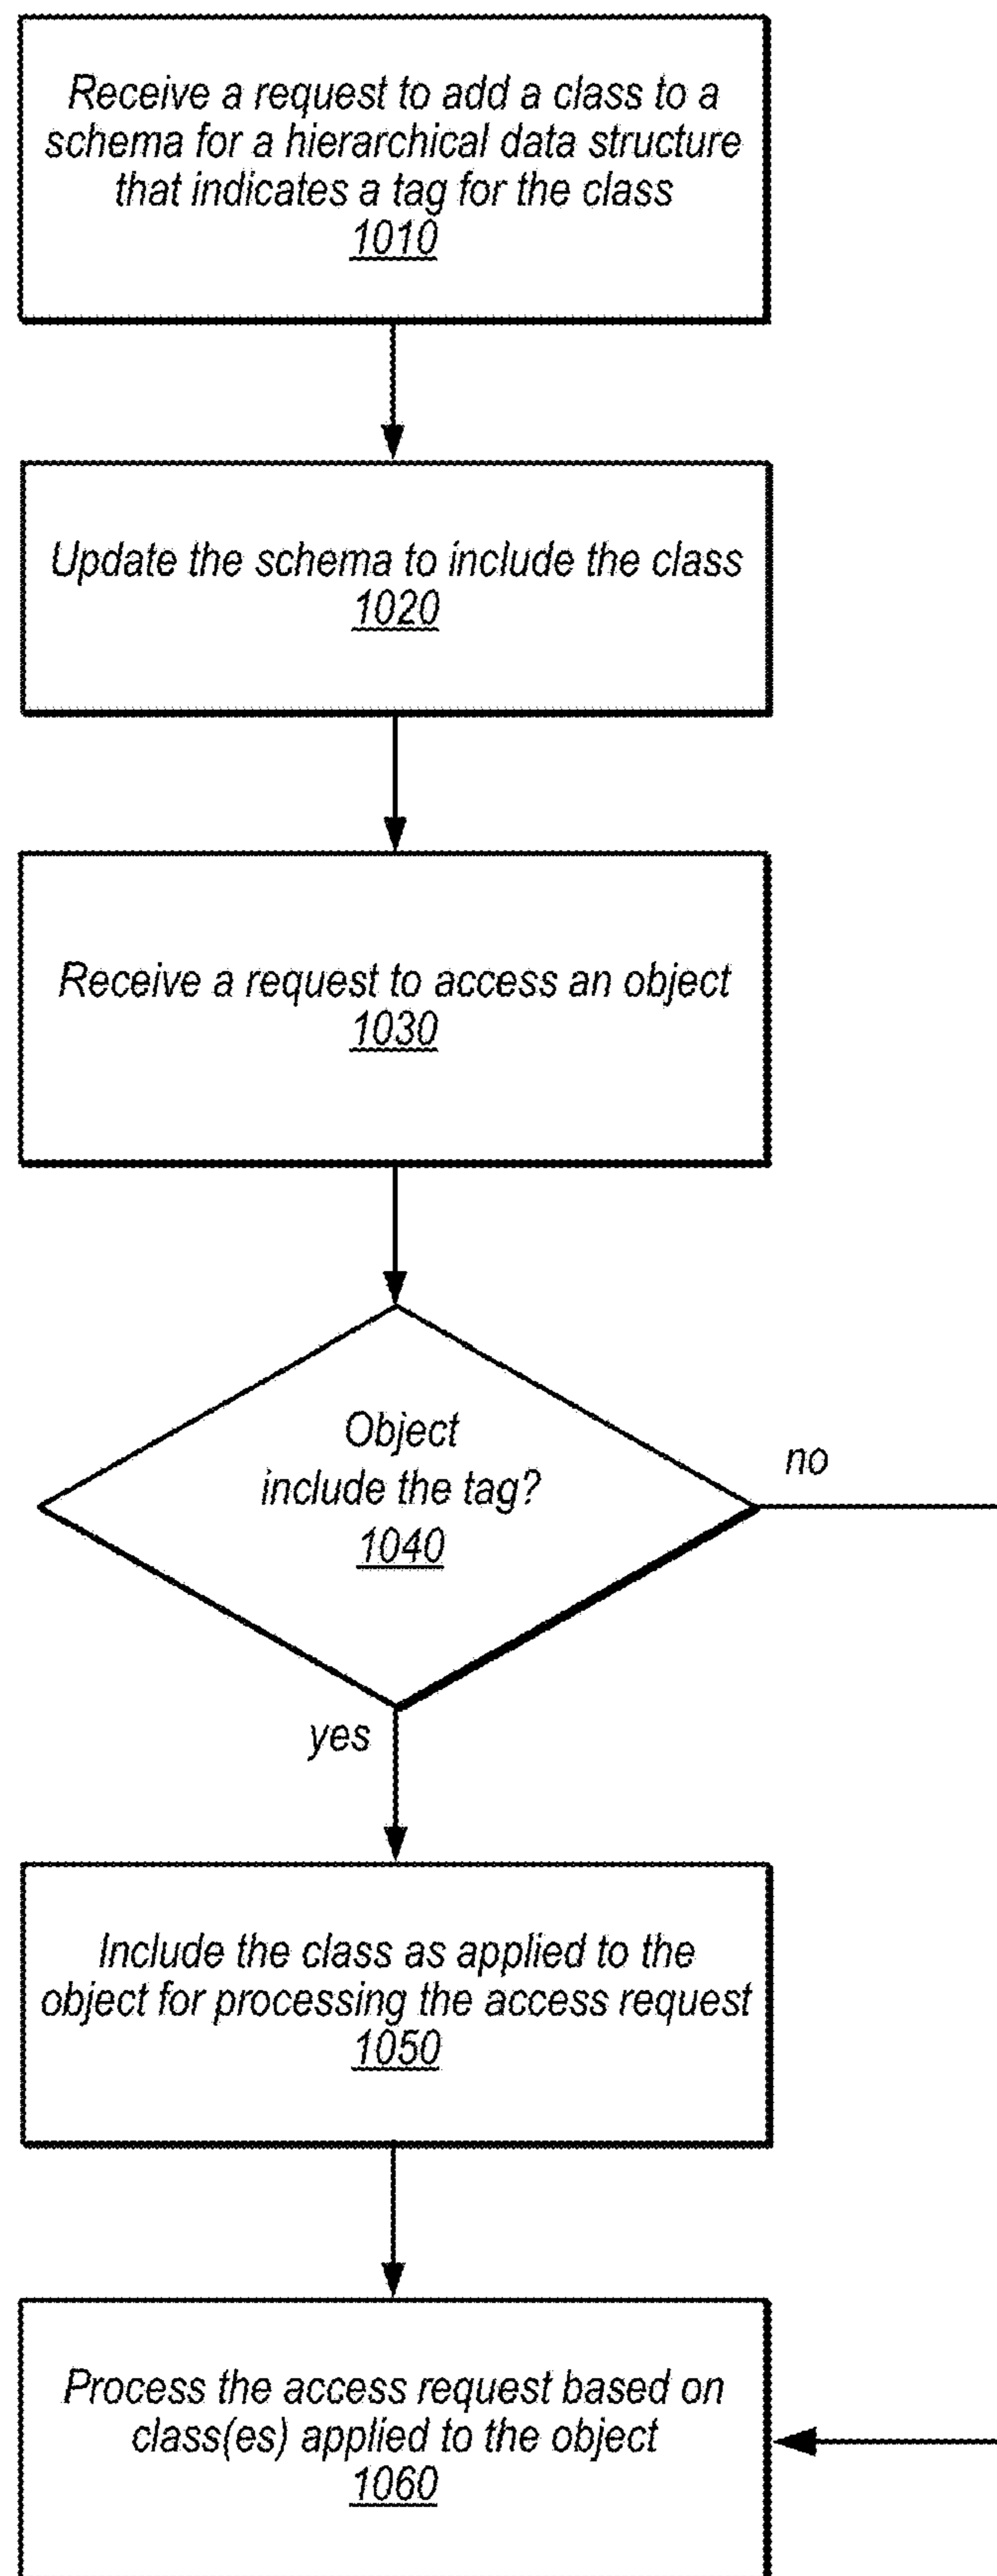 Receive a request to add a class to a
schema for a hierarchical data structure
that indicates a tag for the class
1010
Update the schema to include the class
1020
Receive a request to access an object
1030
Object
include the tag?
1040
no
yes
Include the class as applied to the
object for processing the access request
1050
Process the access request based on
class(es) applied to the object
1060